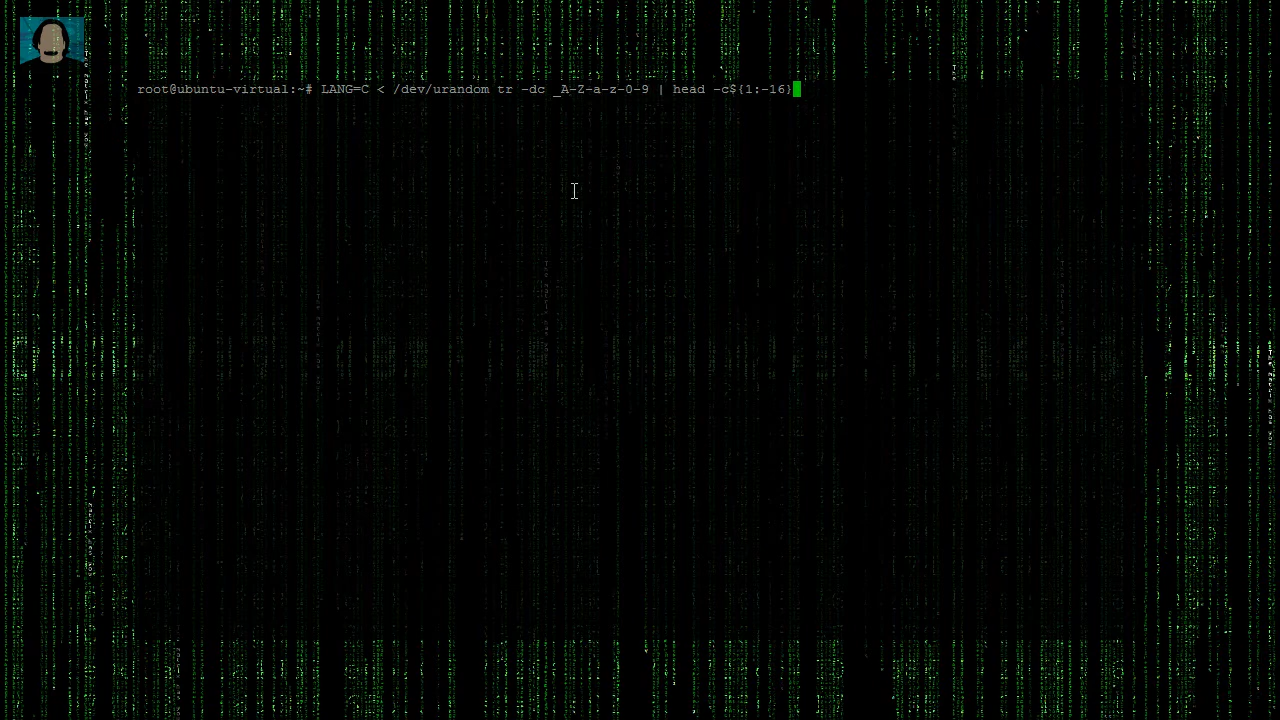 root@ubuntu-virtual:~# LANG=C < /dev/urandom tr -dc _A-Z-a-z-0-9 | head -c${1:-16}